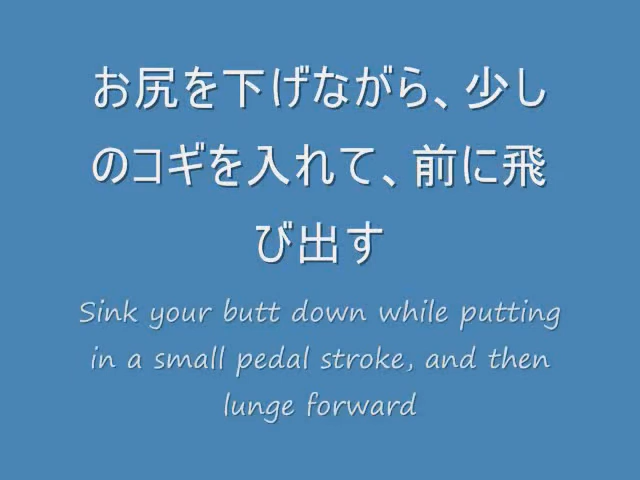 お尻を下げながら、少し
のコギを入れて、前に飛
び出す
Sink your butt down while putting
in a small pedal stroke, and then
lunge forward